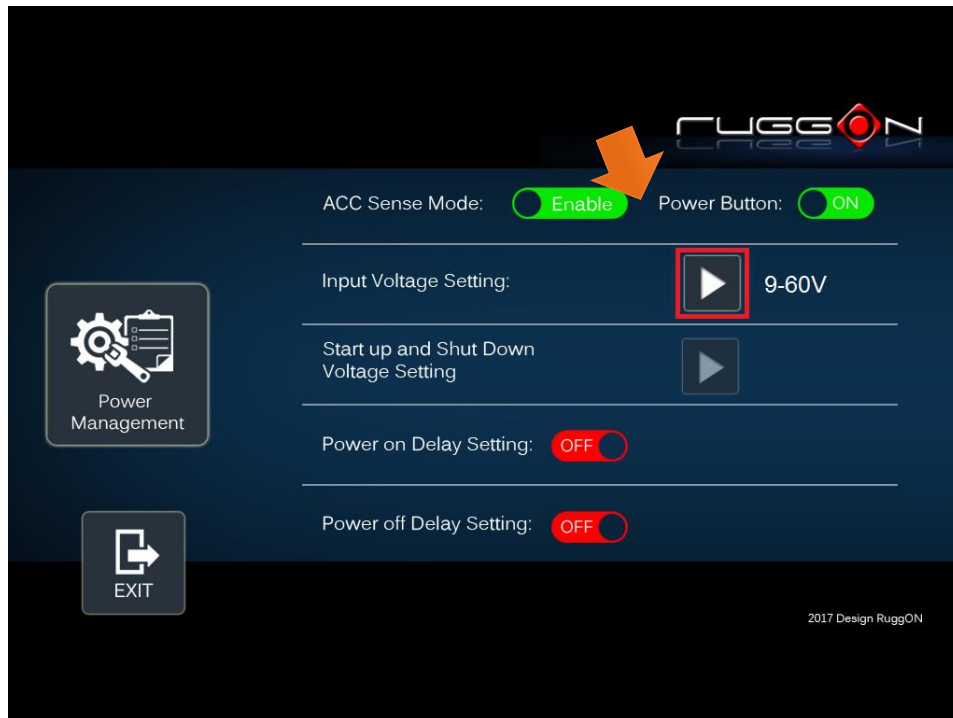 RUGGON
ACC Sense Mode: Enable Power Button: ON
Input Voltage Setting: 9-60V
Start up and Shut Down
Voltage Setting
Power
Management
Power on Delay Setting: OFF
Power off Delay Setting: OFF
EXIT
2017 Design RuggON